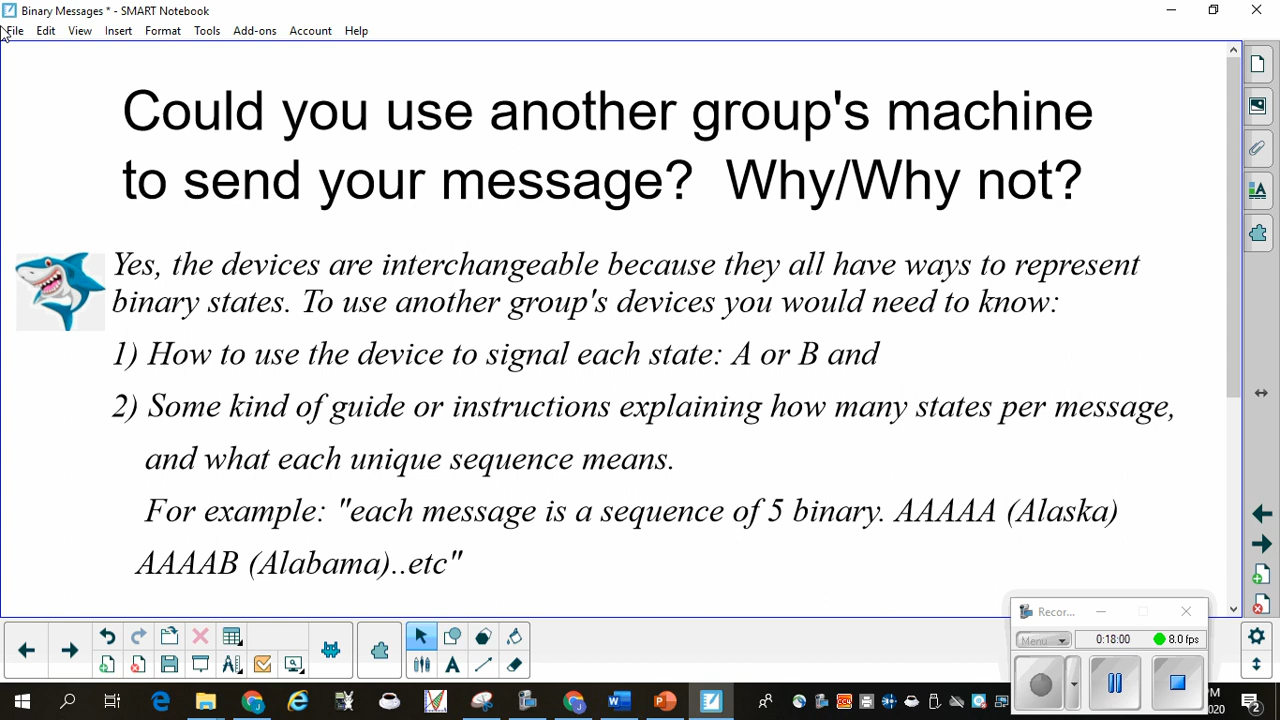 Binary Messages * - SMART Notebook
File Edit View Insert Format Tools Add-ons Account Help
Could you use another group's machine
to send your message? Why/Why not?
Yes, the devices are interchangeable because they all have ways to represent
binary states. To use another group's devices you would need to know:
1) How to use the device to signal each state: A or B and
2) Some kind of guide or instructions explaining how many states per message,
and what each unique sequence means.
For example: "each message is a sequence of 5 binary. AAAAA (Alaska)
AAAAB (Alabama)..etc"
Recor...
Menu 0:18:00 8.0 fps
PM
2020
2